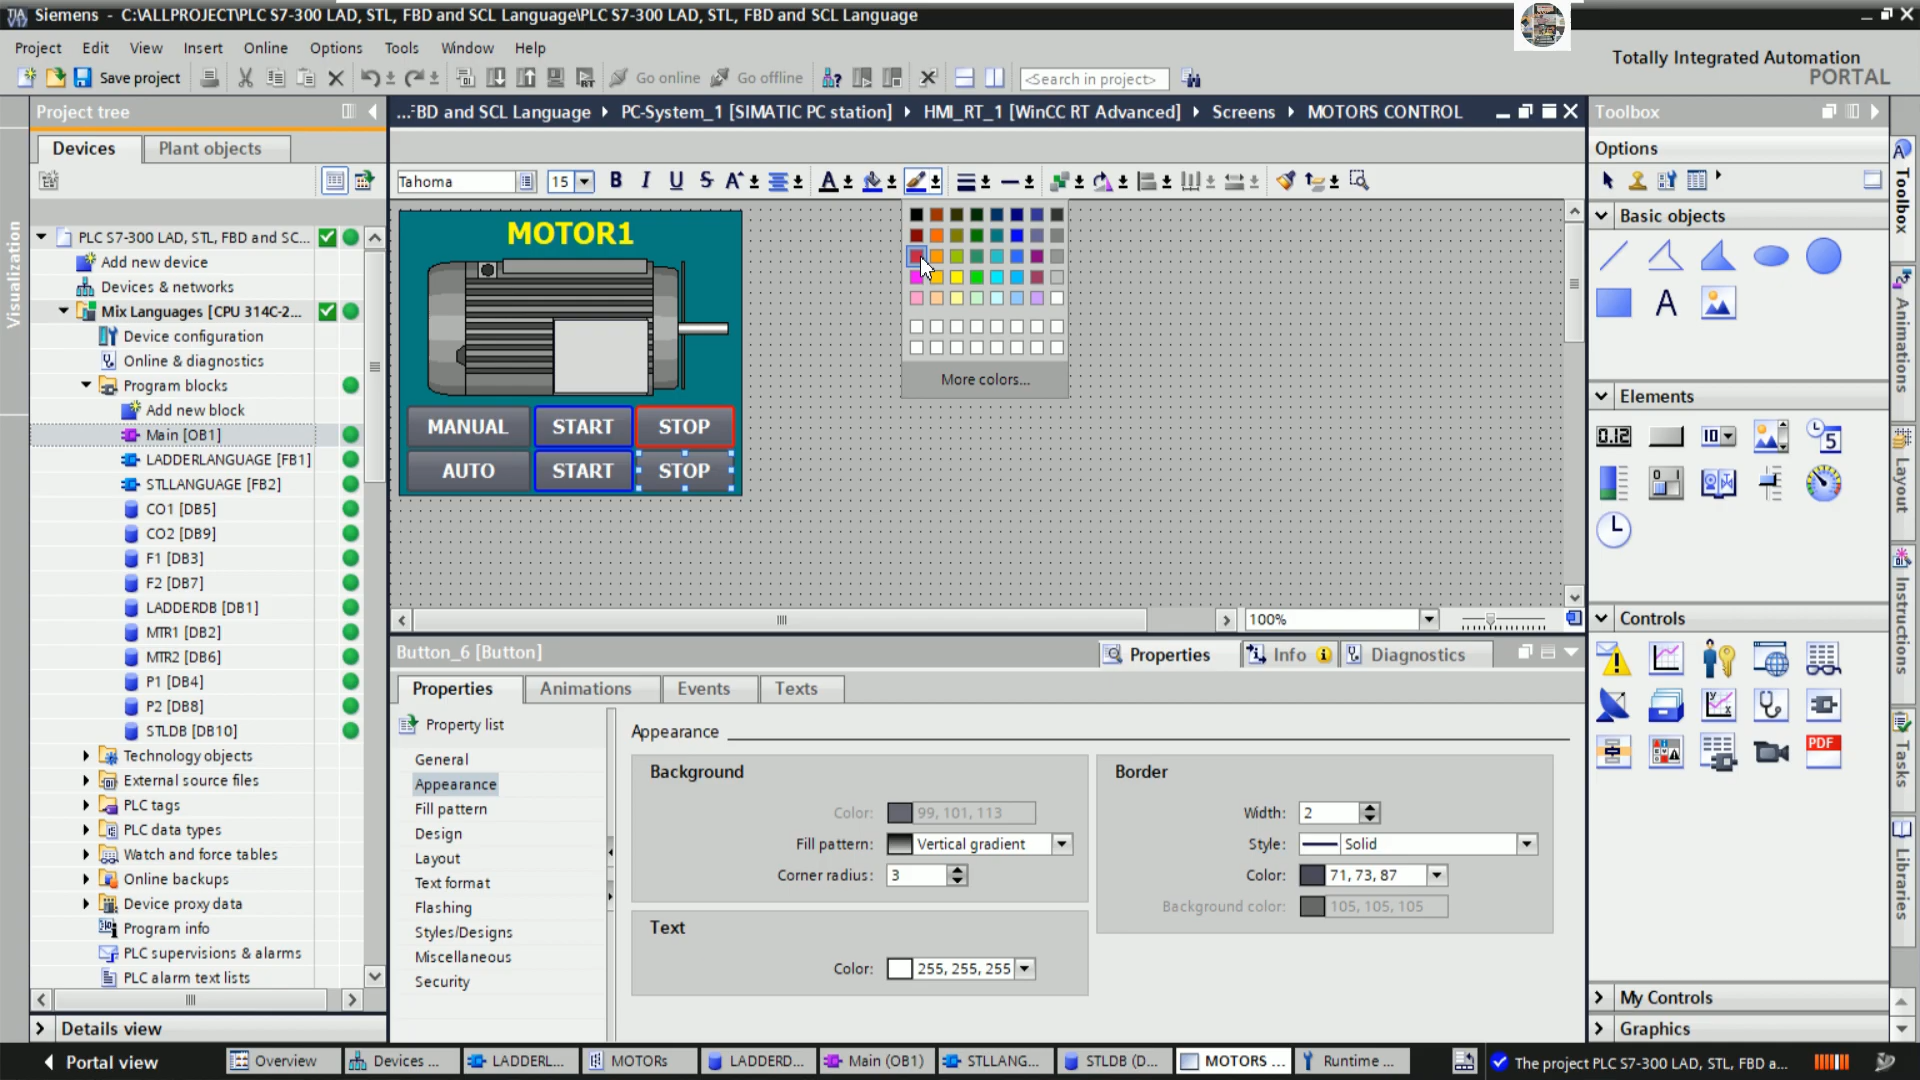 Siemens - C:\ALLPROJECT\PLC S7-300 LAD, STL, FBD and SCL Language\PLC S7-300 LAD, STL, FBD and SCL Language
Project Edit View Insert Online Options Tools Window Help
Totally Integrated Automation
PORTAL
Save project
Go online
Go offline
<Search in project>
Project tree
Devices
Plant objects
PLC S7-300 LAD, STL, FBD and SC...
Add new device
Devices & networks
Mix Languages [CPU 314C-2...
Device configuration
Online & diagnostics
Program blocks
Add new block
Main [OB1]
LADDERLANGUAGE [FB1]
STLLANGUAGE [FB2]
CO1 [DB5]
CO2 [DB9]
F1 [DB3]
F2 [DB7]
LADDERDB [DB1]
MTR1 [DB2]
MTR2 [DB6]
P1 [DB4]
P2 [DB8]
STLDB [DB10]
Technology objects
External source files
PLC tags
PLC data types
Watch and force tables
Online backups
Device proxy data
Program info
PLC supervisions & alarms
PLC alarm text lists
Details view
Visualization
...FBD and SCL Language PC-System_1 [SIMATIC PC station] HMI_RT_1 [WinCC RT Advanced] Screens MOTORS CONTROL
Tahoma
15
B I U S
MOTOR1
MANUAL START STOP
AUTO START STOP
More colors...
100%
Button_6 [Button]
Properties
Info
Diagnostics
Properties
Animations
Events
Texts
Property list
General
Appearance
Fill pattern
Design
Layout
Text format
Flashing
Styles/Designs
Miscellaneous
Security
Appearance
Background
Color: 99, 101, 113
Fill pattern: Vertical gradient
Corner radius: 3
Text
Color: 255, 255, 255
Border
Width: 2
Style: Solid
Color: 71, 73, 87
Background color: 105, 105, 105
Toolbox
Options
Basic objects
A
Elements
0.12
10
5
Controls
PDF
My Controls
Graphics
Toolbox
Animations
Layout
Instructions
Tasks
Libraries
Portal view
Overview
Devices ...
LADDERL...
MOTORs
LADDERD...
Main (OB1)
STLLANG...
STLDB (D...
MOTORS ...
Runtime ...
The project PLC S7-300 LAD, STL, FBD a...